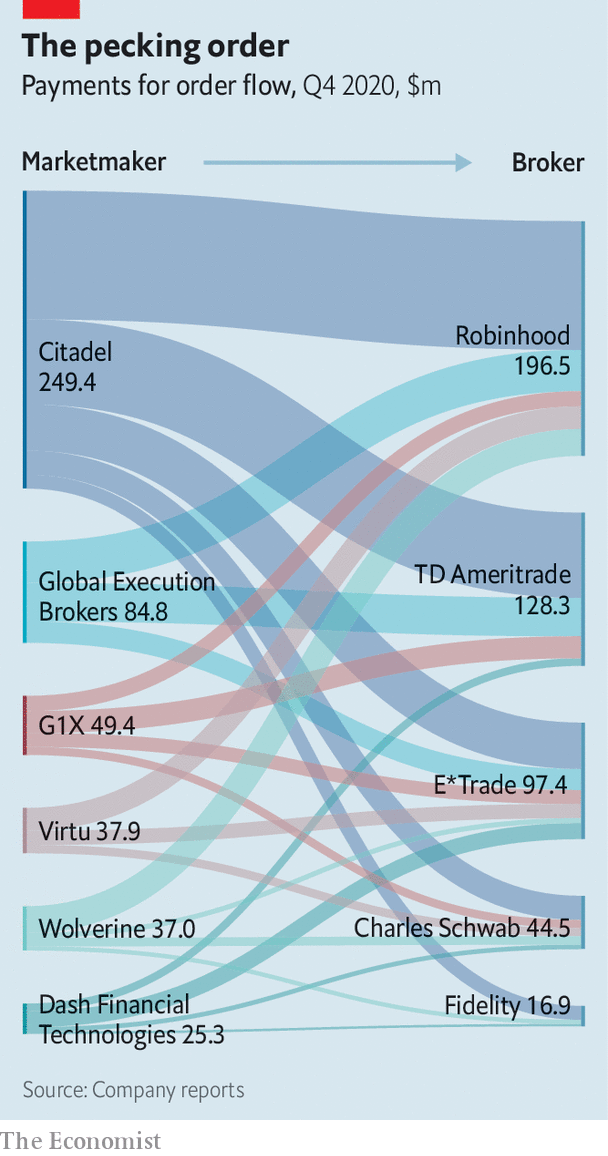 The pecking order
Payments for order flow, Q4 2020, $m
Marketmaker
Broker
Citadel
249.4
Robinhood
196.5
Global Execution
Brokers 84.8
TD Ameritrade
128.3
G1X 49.4
E*Trade 97.4
Virtu 37.9
Wolverine 37.0
Charles Schwab 44.5
Dash Financial
Technologies 25.3
Fidelity 16.9
Source: Company reports
The Economist